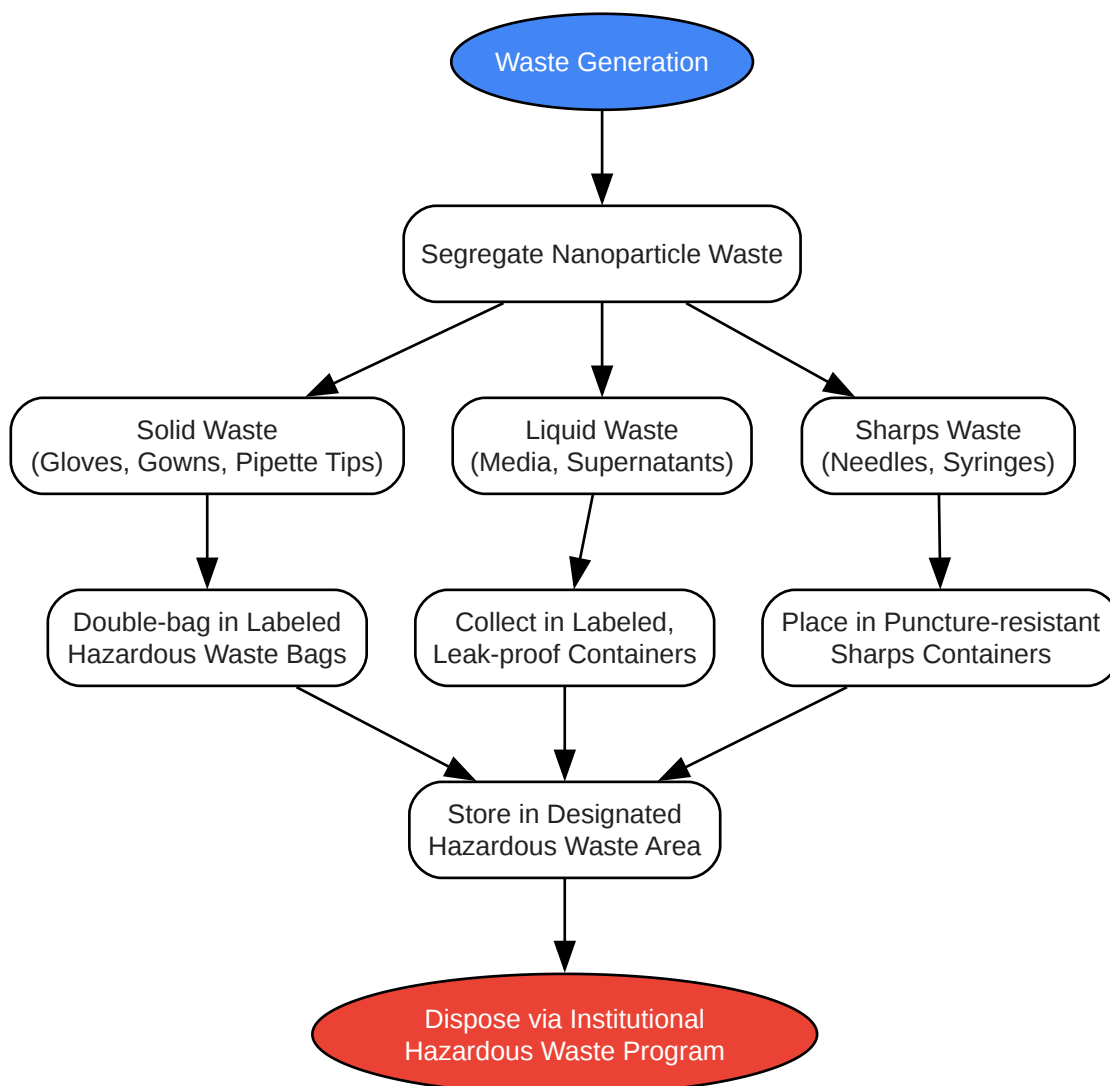 Waste Generation
Segregate Nanoparticle Waste
Solid Waste
(Gloves, Gowns, Pipette Tips)
Liquid Waste
(Media, Supernatants)
Sharps Waste
(Needles, Syringes)
Double-bag in Labeled
Hazardous Waste Bags
Collect in Labeled,
Leak-proof Containers
Place in Puncture-resistant
Sharps Containers
Store in Designated
Hazardous Waste Area
Dispose via Institutional
Hazardous Waste Program